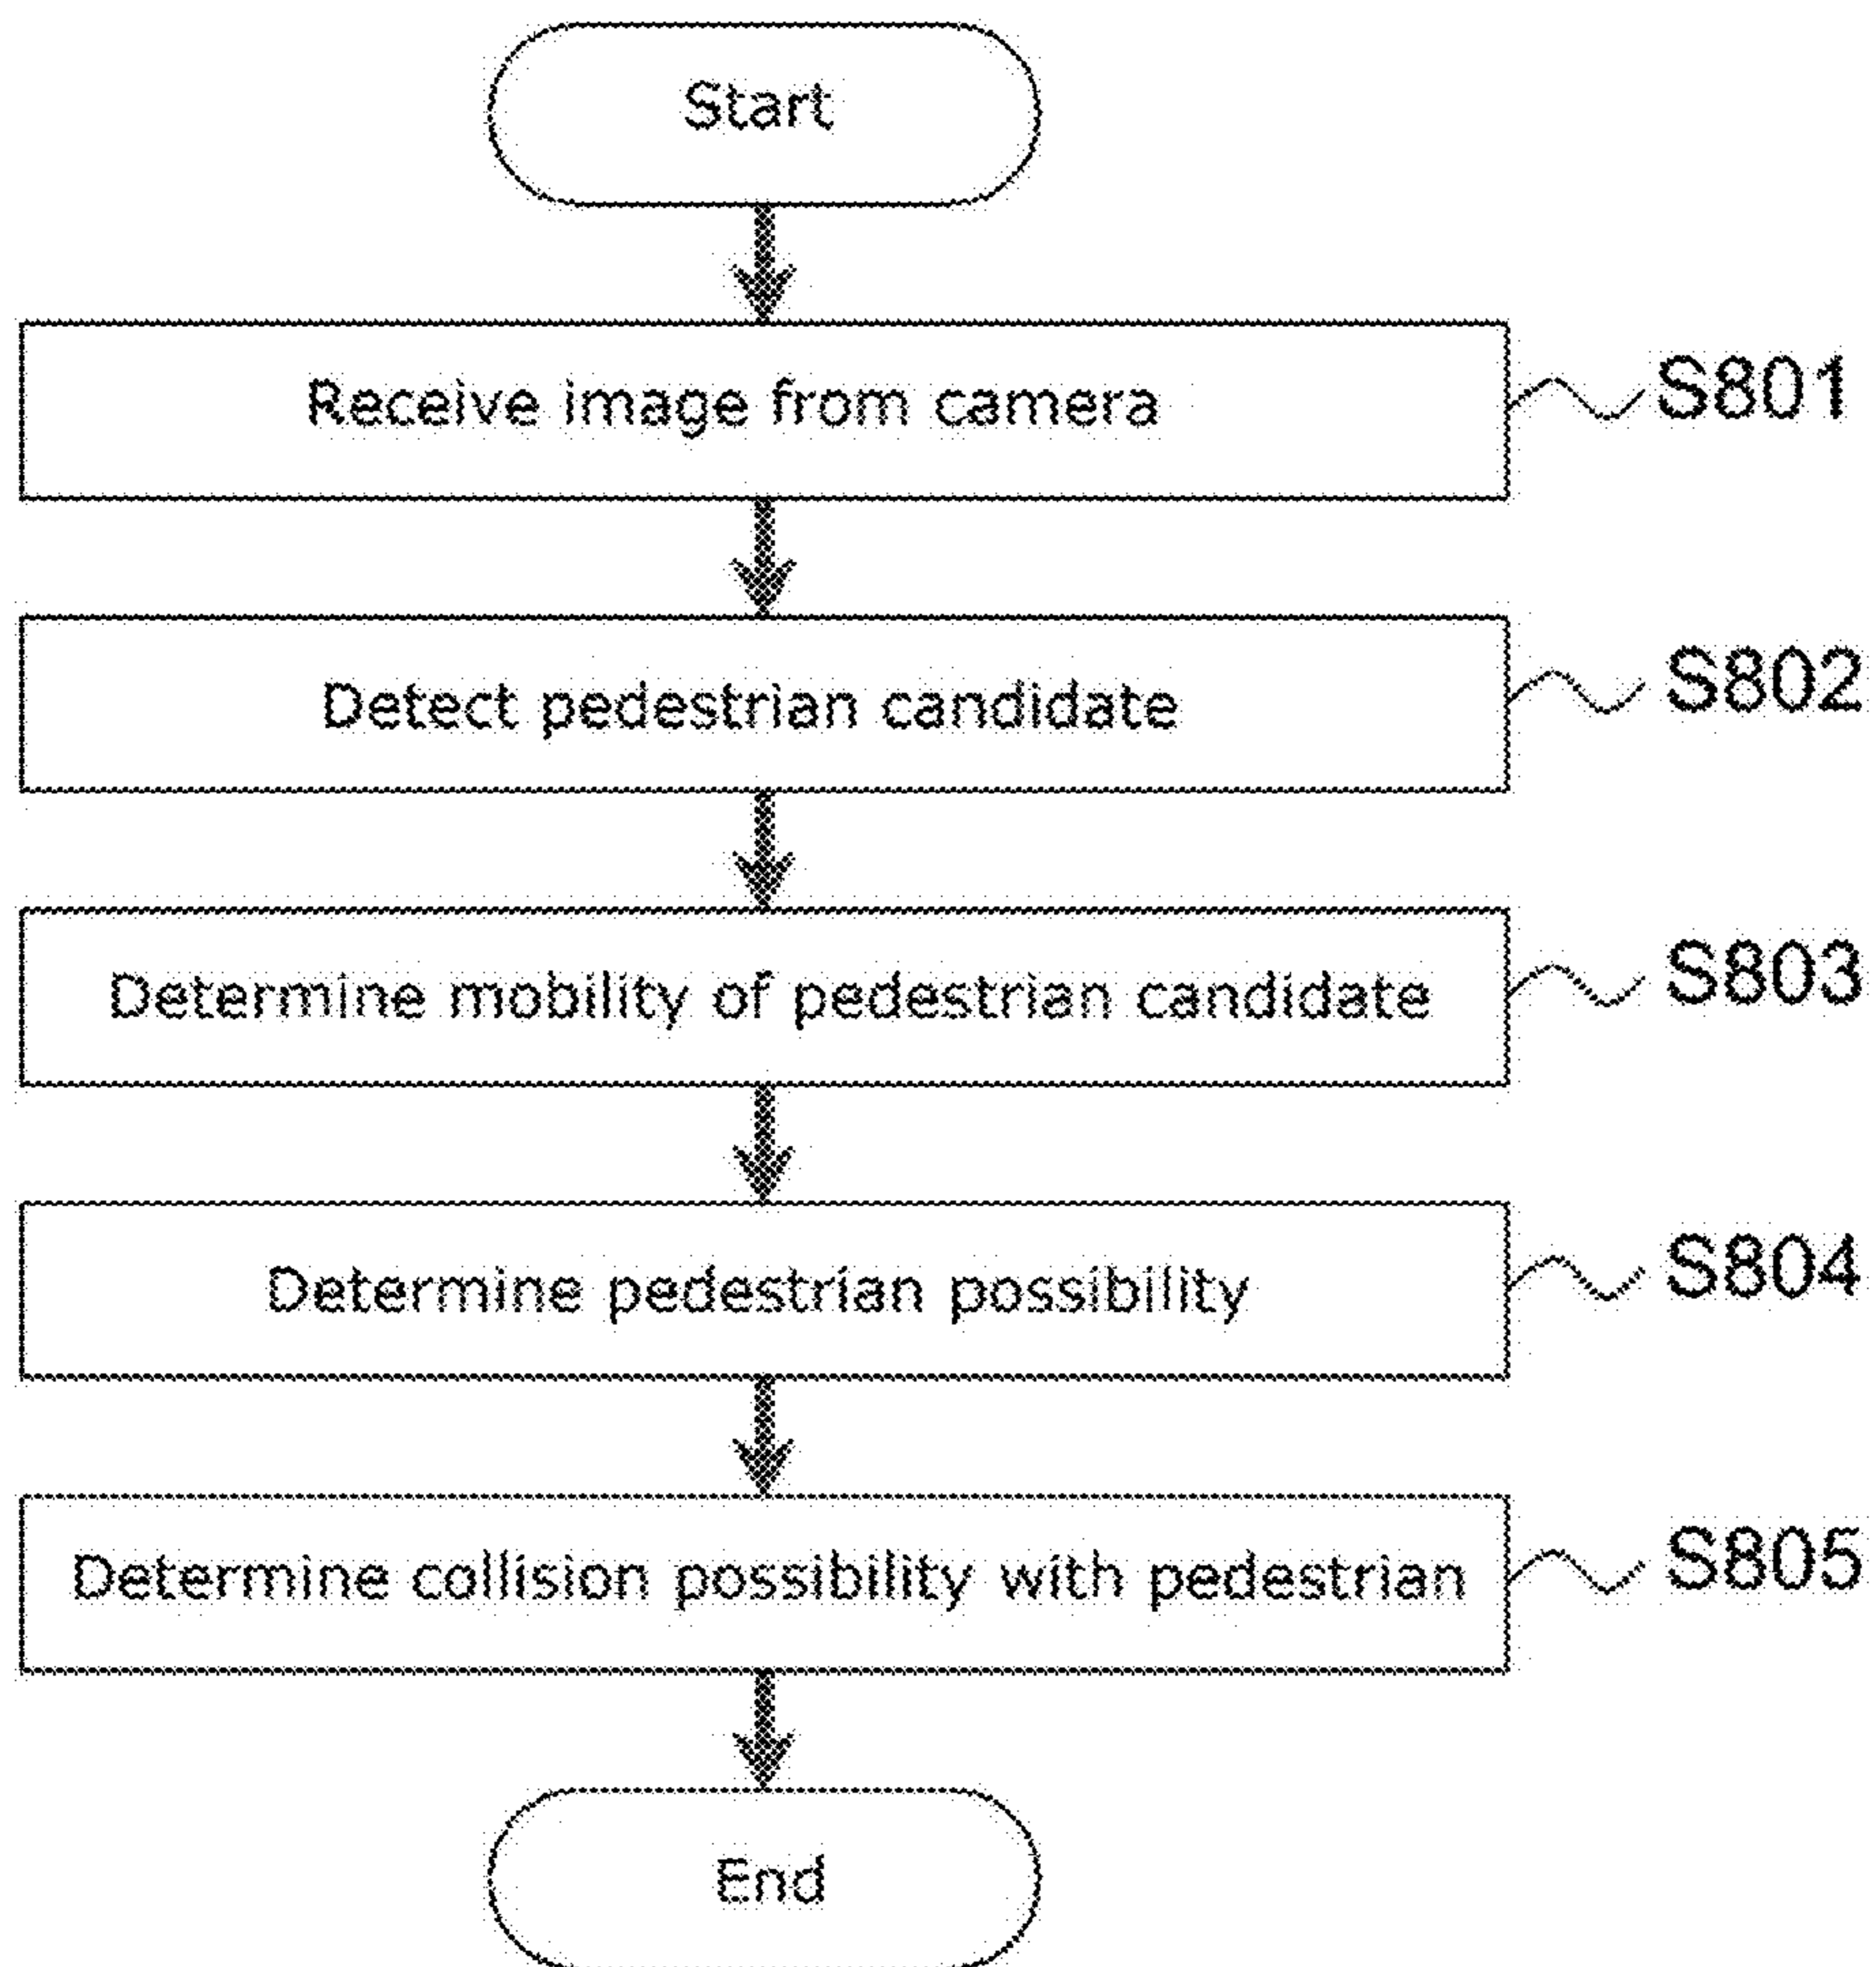 Start
Receive image from camera
S801
Detect pedestrian candidate
S802
Determine mobility of pedestrian candidate
S803
Determine pedestrian possibility
S804
Determine collision possibility with pedestrian
S805
End